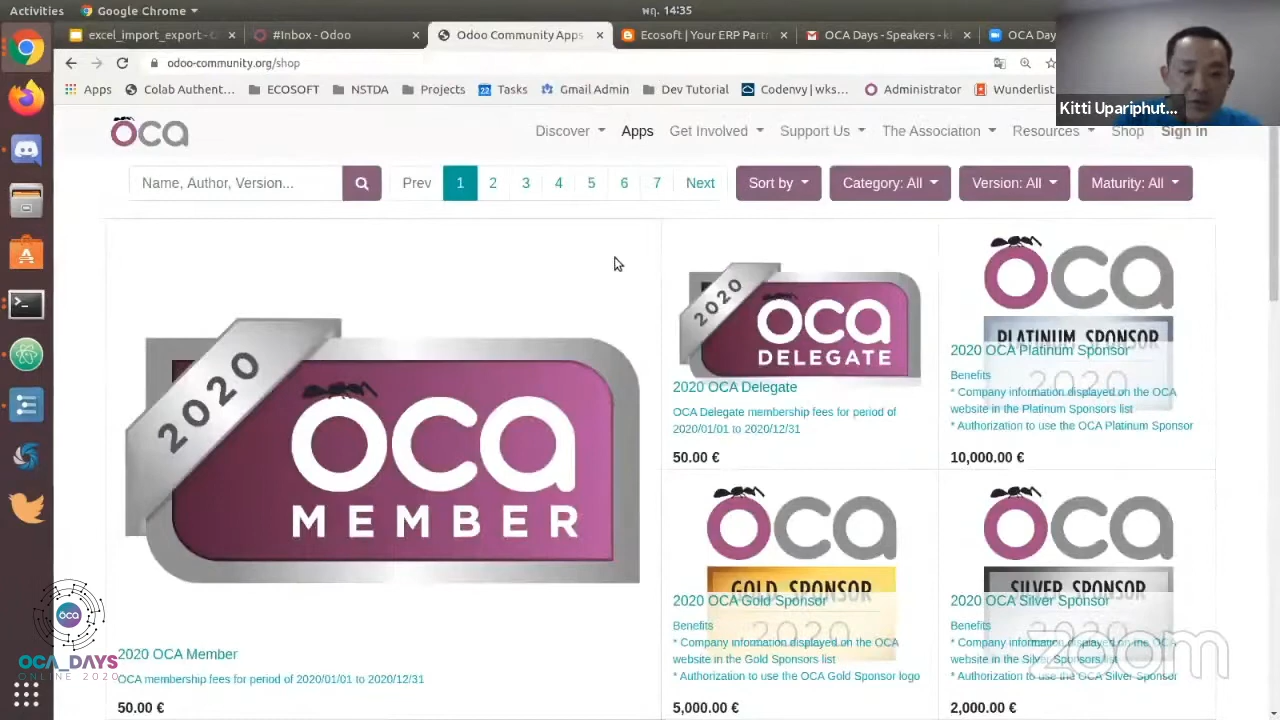 Activities
Google Chrome
พฤ. 14:35
excel_import_export - 
#Inbox - Odoo
Odoo Community Apps
Ecosoft | Your ERP Part
OCA Days - Speakers - k
OCA Day
odoo-community.org/shop
Apps
Colab Authent...
ECOSOFT
NSTDA
Projects
Tasks
Gmail Admin
Dev Tutorial
Codenvy | wks...
Administrator
Wunderlist
Kitti Upariphut...
oca
Discover
Apps
Get Involved
Support Us
The Association
Resources
Shop
Sign in
Name, Author, Version...
Prev
1
2
3
4
5
6
7
Next
Sort by
Category: All
Version: All
Maturity: All
2020
oca
MEMBER
2020 OCA Member
OCA membership fees for period of 2020/01/01 to 2020/12/31
50.00 €
2020
oca
DELEGATE
2020 OCA Delegate
OCA Delegate membership fees for period of
2020/01/01 to 2020/12/31
50.00 €
oca
PLATINUM SPONSOR
2020
2020 OCA Platinum Sponsor
Benefits
* Company information displayed on the OCA
website in the Platinum Sponsors list
* Authorization to use the OCA Platinum Sponsor
10,000.00 €
oca
GOLD SPONSOR
2020
2020 OCA Gold Sponsor
Benefits
* Company information displayed on the OCA
website in the Gold Sponsors list
* Authorization to use the OCA Gold Sponsor logo
5,000.00 €
oca
SILVER SPONSOR
2020
2020 OCA Silver Sponsor
Benefits
* Company information displayed on the OCA
website in the Silver Sponsors list
* Authorization to use the OCA Silver Sponsor
2,000.00 €
oca
OCA_DAYS
ONLINE 2020
zoom